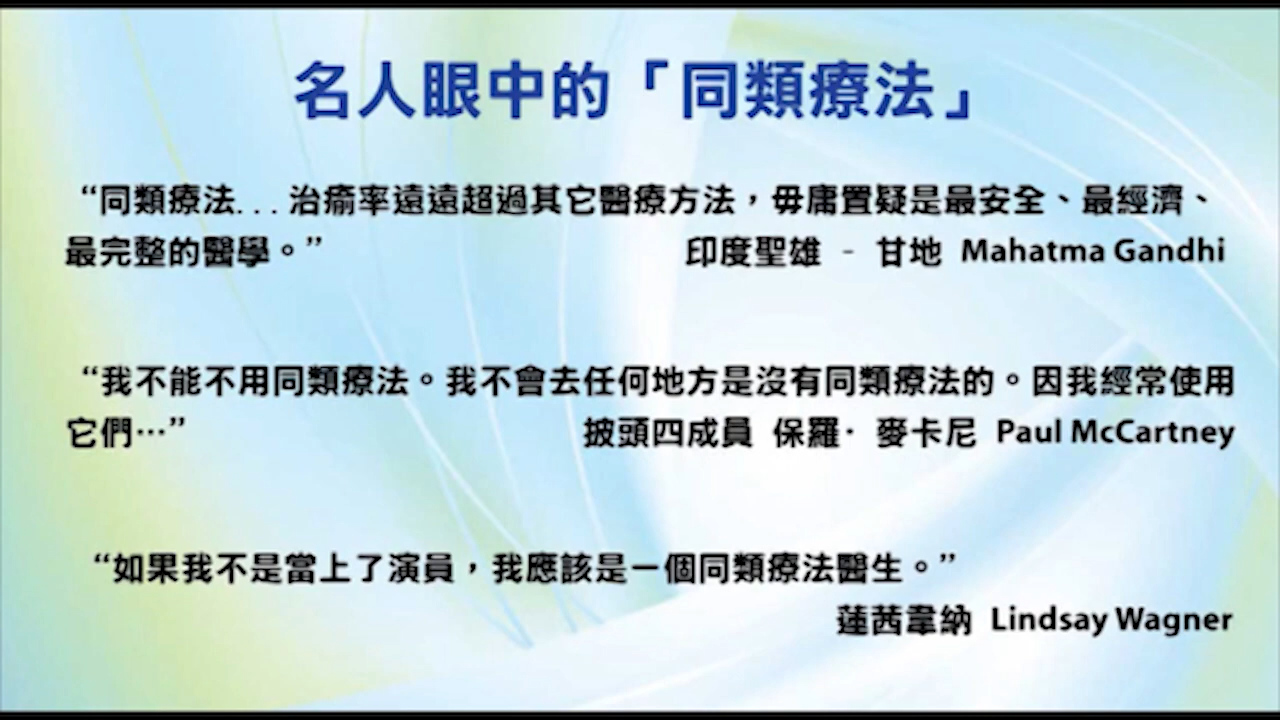 名人眼中的「同類療法」
“同類療法...治癒率遠遠超過其它醫療方法，毋庸置疑是最安全、最經濟、
最完整的醫學。” 印度聖雄 - 甘地 Mahatma Gandhi
“我不能不用同類療法。我不會去任何地方是沒有同類療法的。因我經常使用
它們…” 披頭四成員 保羅· 麥卡尼 Paul McCartney
“如果我不是當上了演員，我應該是一個同類療法醫生。”
蓮茜韋納 Lindsay Wagner